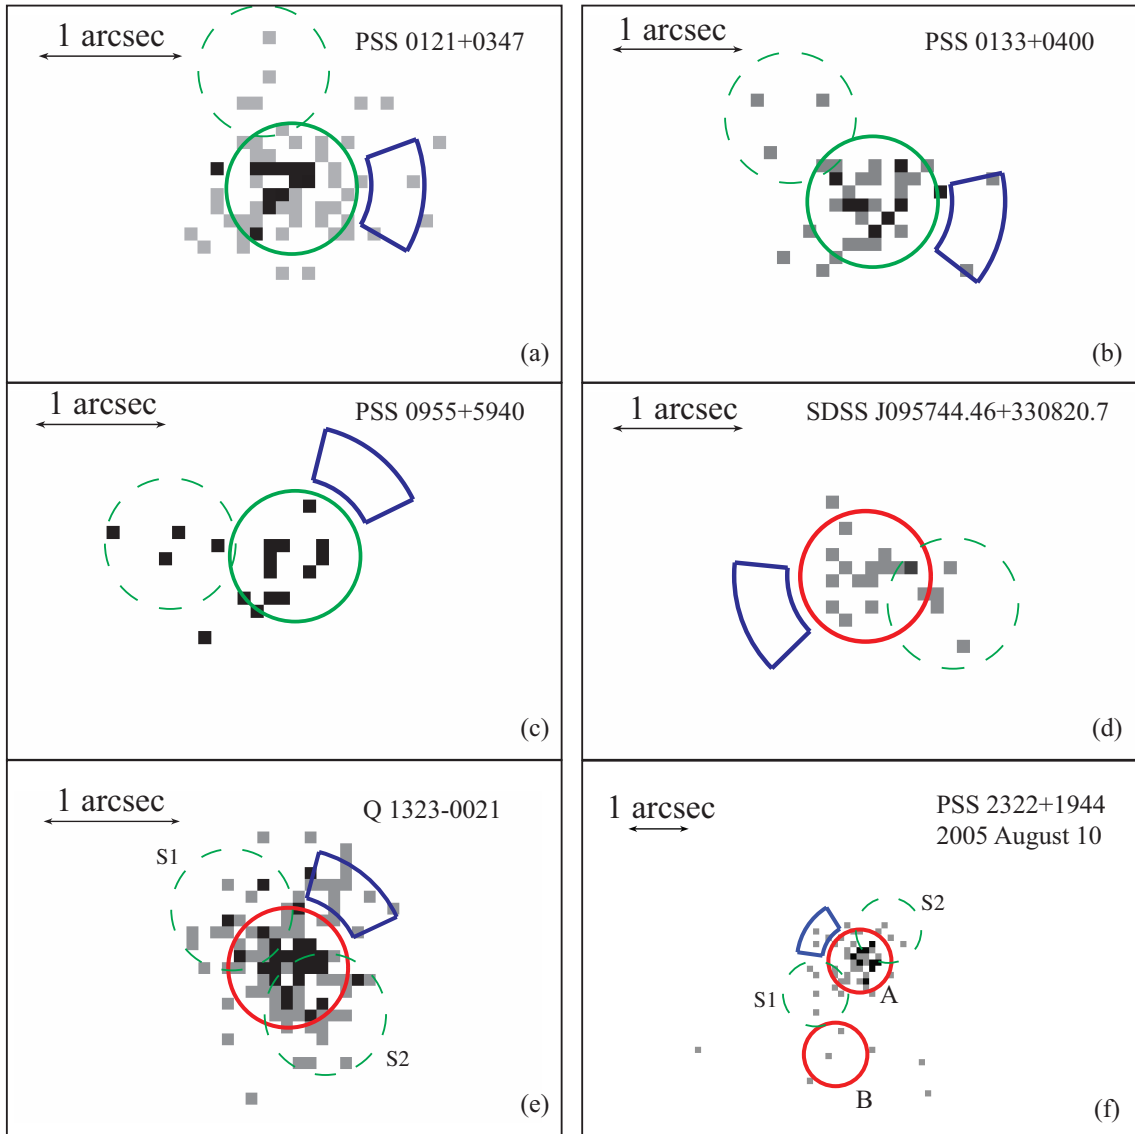 1 arcsec
PSS 0121+0347
(a)
1 arcsec
PSS 0133+0400
(b)
1 arcsec
PSS 0955+5940
(c)
1 arcsec
SDSS J095744.46+330820.7
(d)
1 arcsec
Q 1323-0021
S1
S2
(e)
1 arcsec
PSS 2322+1944
2005 August 10
S2
S1
A
B
(f)